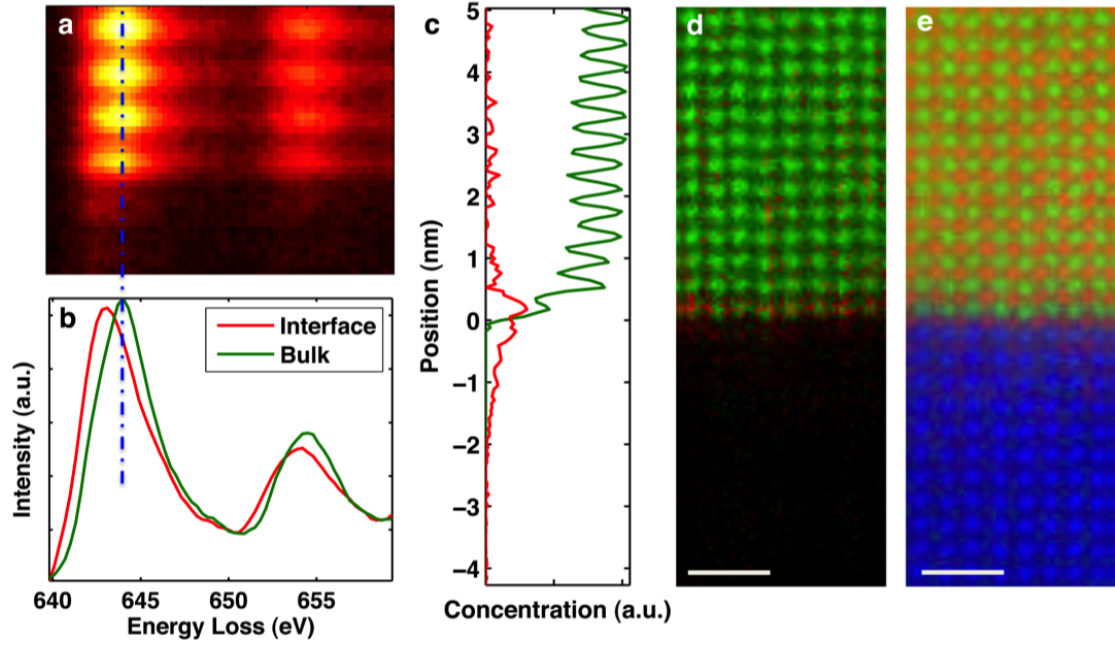 a
b
Interface
Bulk
Intensity (a.u.)
640 645 650 655
Energy Loss (eV)
c
5
4
3
2
1
0
−1
−2
−3
−4
Position (nm)
Concentration (a.u.)
d
e